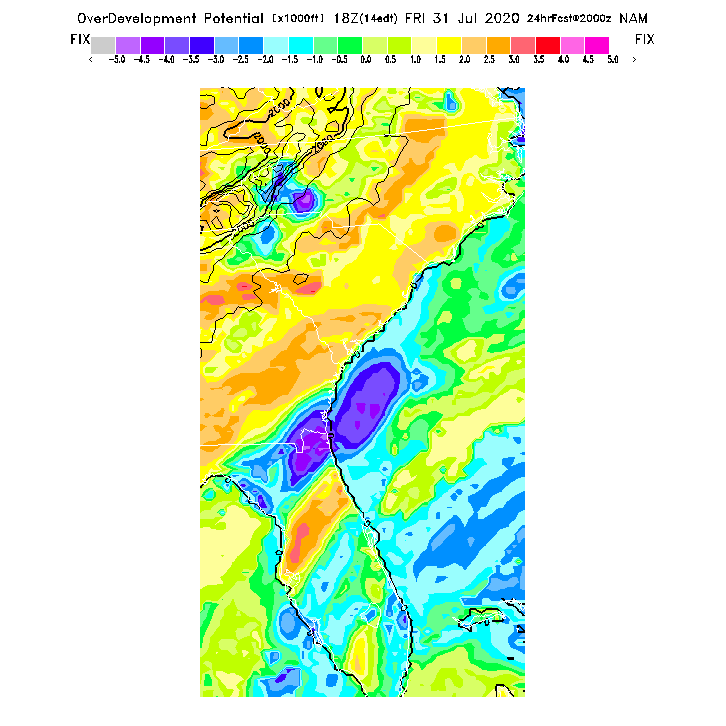 OverDevelopment Potential [x1000ft] 18Z(14edt) FRI 31 Jul 2020 24hrFcst@2000z NAM
FIX FIX
< -5.0 -4.5 -4.0 -3.5 -3.0 -2.5 -2.0 -1.5 -1.0 -0.5 0.0 0.5 1.0 1.5 2.0 2.5 3.0 3.5 4.0 4.5 5.0 >
2000
2000